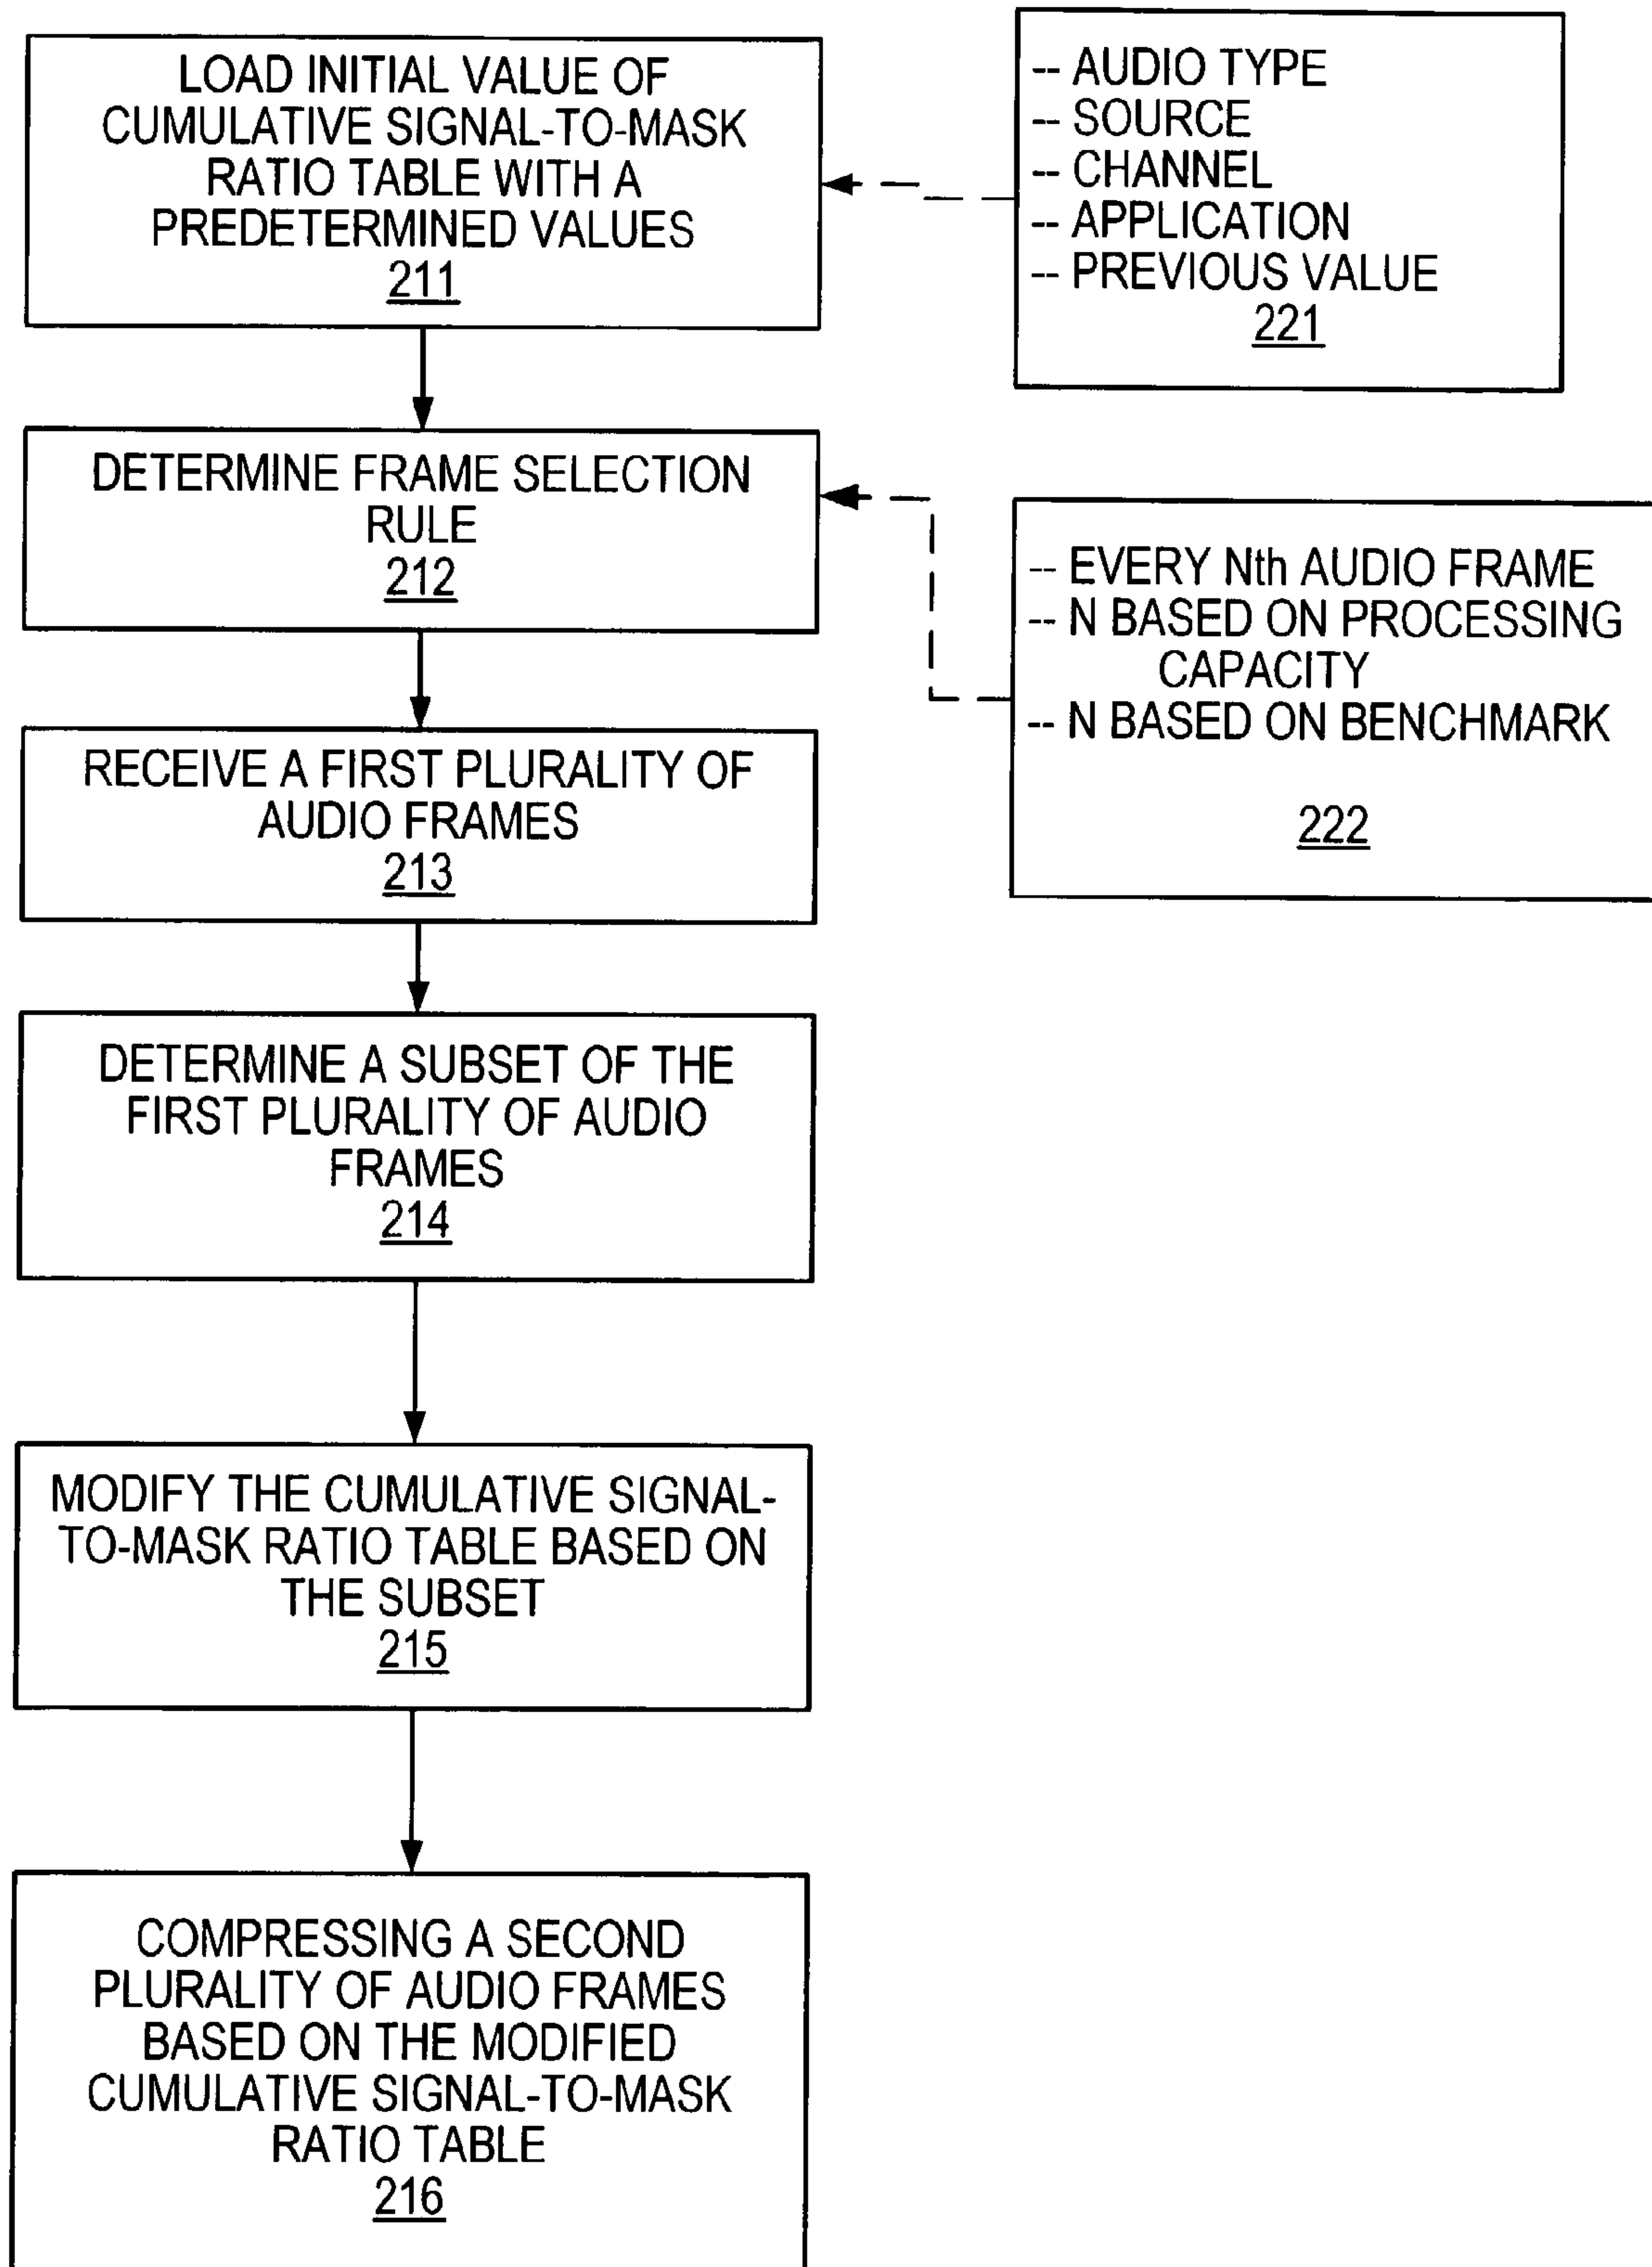 LOAD INITIAL VALUE OF
CUMULATIVE SIGNAL-TO-MASK
RATIO TABLE WITH A
PREDETERMINED VALUES
211
-- AUDIO TYPE
-- SOURCE
-- CHANNEL
-- APPLICATION
-- PREVIOUS VALUE
221
DETERMINE FRAME SELECTION
RULE
212
-- EVERY Nth AUDIO FRAME
-- N BASED ON PROCESSING
CAPACITY
-- N BASED ON BENCHMARK
222
RECEIVE A FIRST PLURALITY OF
AUDIO FRAMES
213
DETERMINE A SUBSET OF THE
FIRST PLURALITY OF AUDIO
FRAMES
214
MODIFY THE CUMULATIVE SIGNAL-
TO-MASK RATIO TABLE BASED ON
THE SUBSET
215
COMPRESSING A SECOND
PLURALITY OF AUDIO FRAMES
BASED ON THE MODIFIED
CUMULATIVE SIGNAL-TO-MASK
RATIO TABLE
216